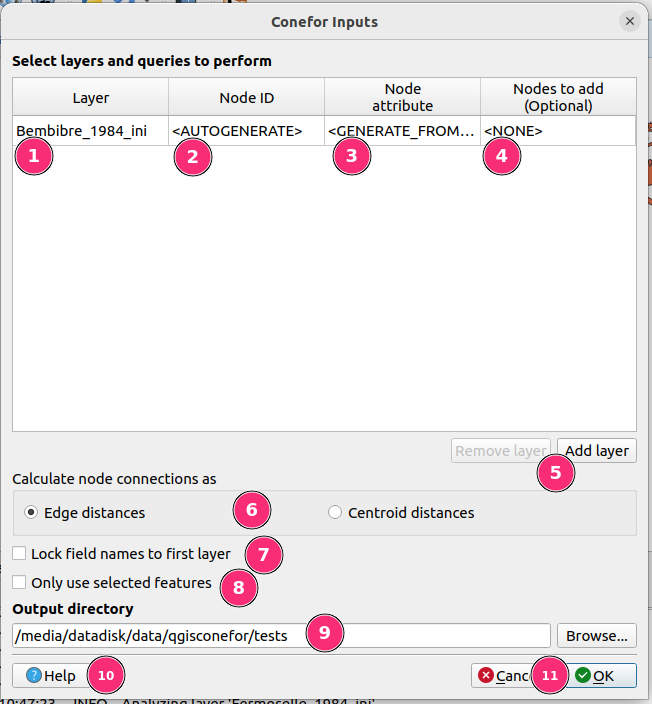 Conefor Inputs
Select layers and queries to perform
Layer
Node ID
Node
attribute
Nodes to add
(Optional)
Bembibre_1984_ini
<AUTOGENERATE>
<GENERATE_FROM...
<NONE>
1
2
3
4
Remove layer
Add layer
5
Calculate node connections as
Edge distances
6
Centroid distances
Lock field names to first layer
7
Only use selected features
8
Output directory
/media/datadisk/data/qgisconefor/tests
9
Browse...
Help
10
Canc
11
OK
10:47:23 INFO Analyzing layer 'Fermoselle_1984_ini'